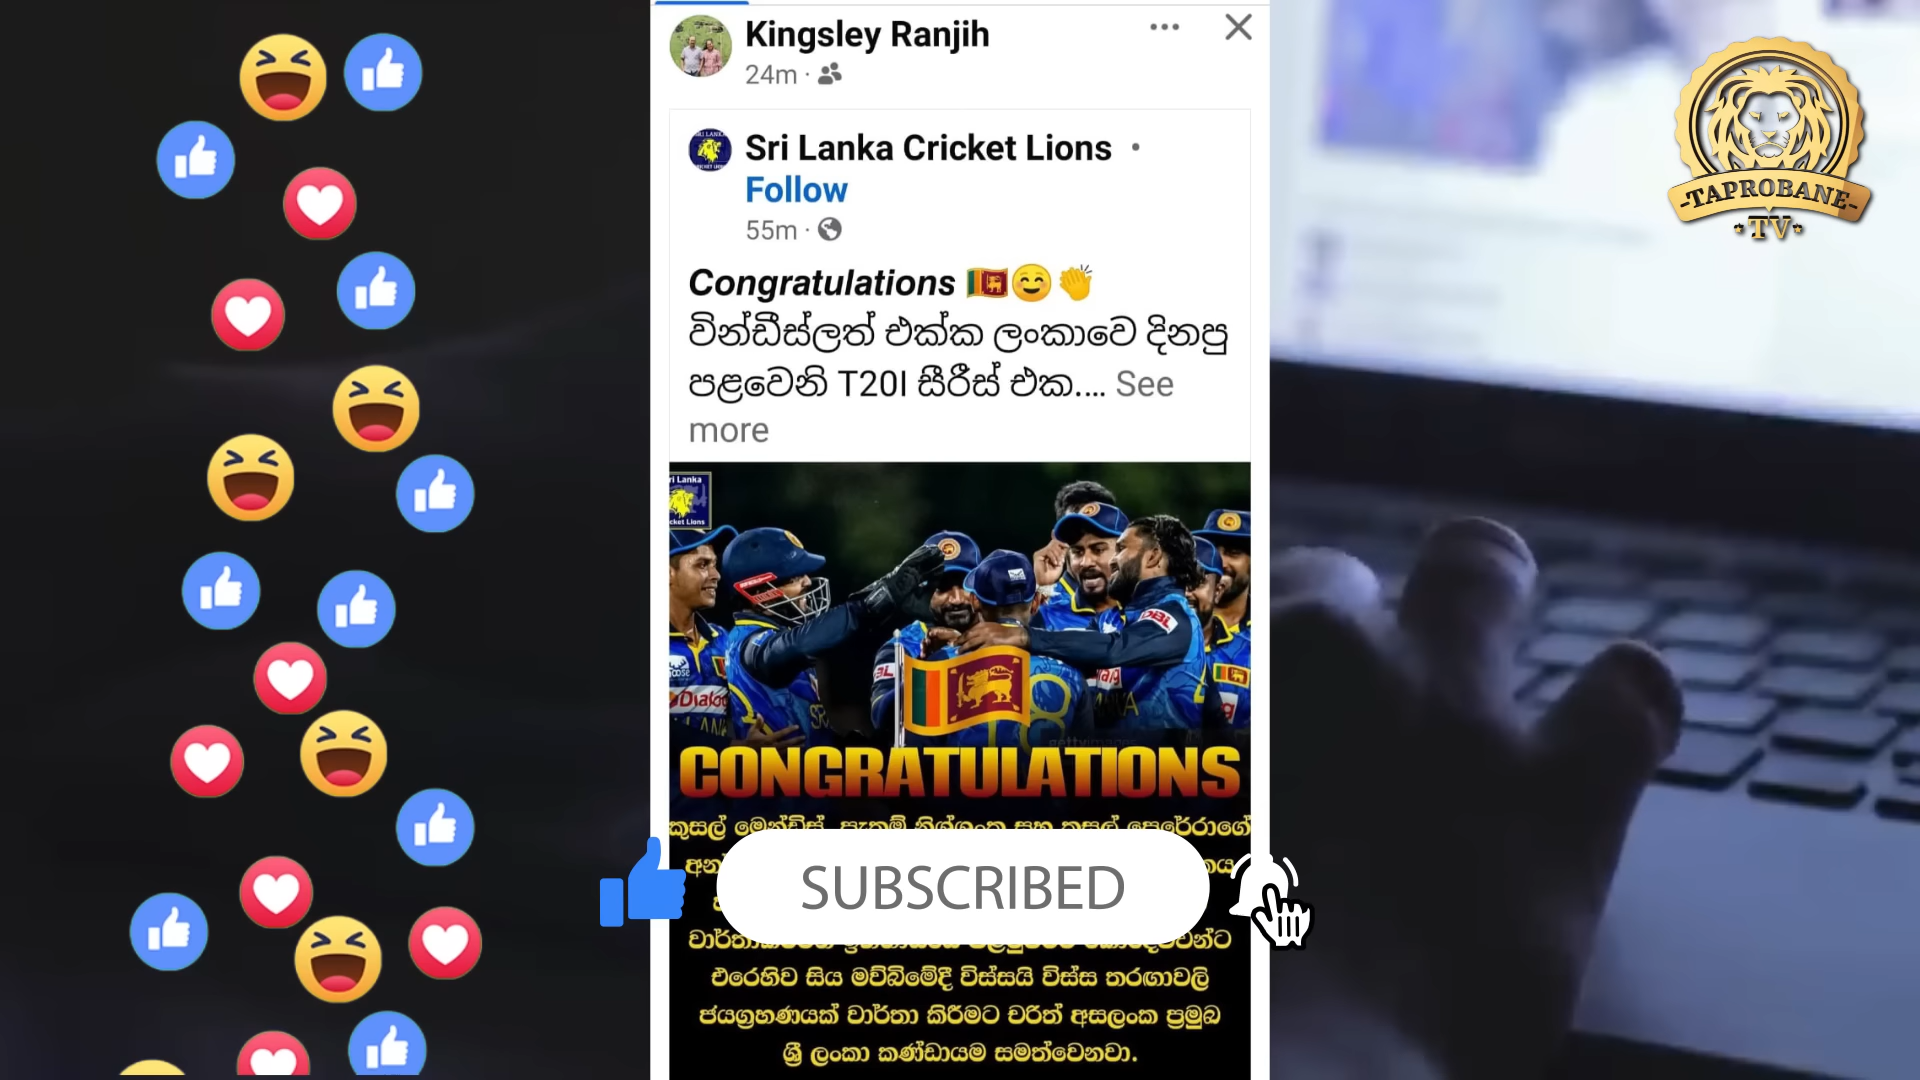 Kingsley Ranjih
24m
Sri Lanka Cricket Lions
Follow
55m
Congratulations
වින්ඩීස්ලත් එක්ක ලංකාවෙ දිනපු
පළවෙනි T20I සීරීස් එක.... See
more
-TAPROBANE-
TV
CONGRATULATIONS
කුසල් මෙන්ඩිස්, පැතුම් නිශ්ශංක සහ කුසල් පෙරේරාගේ
SUBSCRIBED
එරෙහිව සිය මව්බිමේදී විස්සයි විස්ස තරඟාවලි
ජයග්‍රහණයක් වාර්තා කිරීමට චරිත් අසලංක ප්‍රමුඛ
ශ්‍රී ලංකා කණ්ඩායම සමත්වෙනවා.